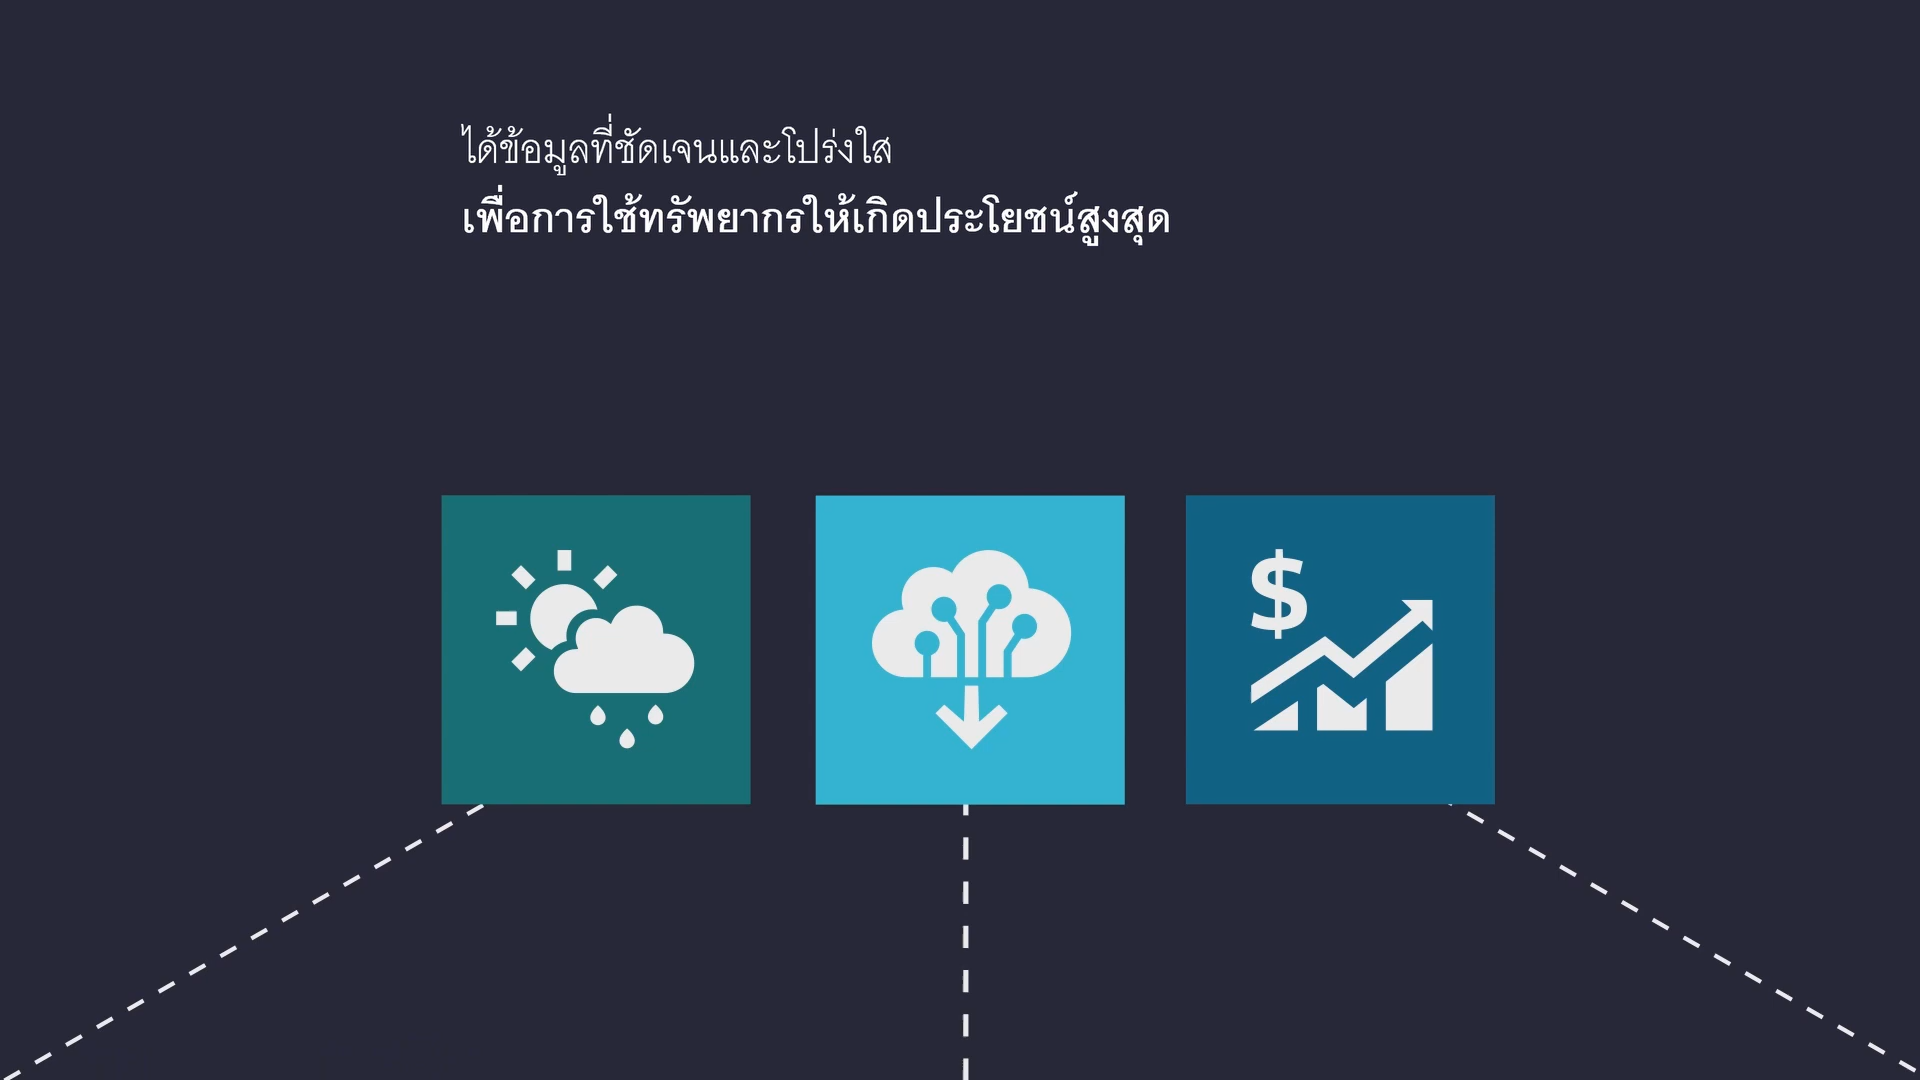 ได้ข้อมูลที่ชัดเจนและโปร่งใส
เพื่อการใช้ทรัพยากรให้เกิดประโยชน์สูงสุด
$